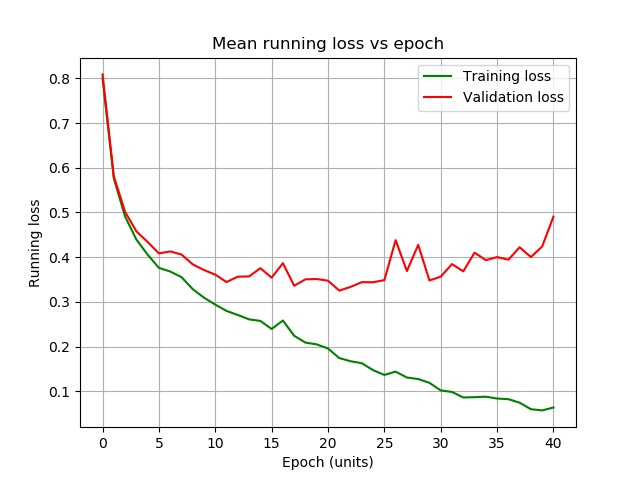 Mean running loss vs epoch
Training loss
Validation loss
Running loss
0.8
0.7
0.6
0.5
0.4
0.3
0.2
0.1
0 5 10 15 20 25 30 35 40
Epoch (units)